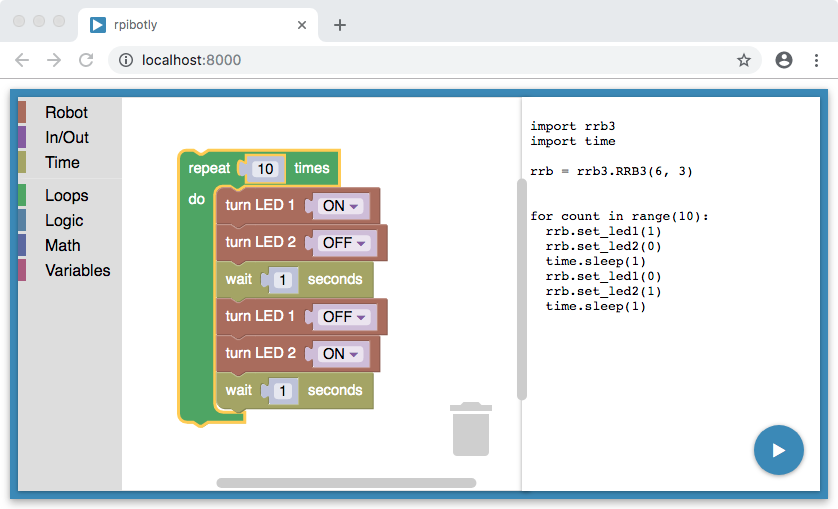 rpibotly
localhost:8000
Robot
In/Out
Time
Loops
Logic
Math
Variables
repeat 10 times
do
turn LED 1 ON
turn LED 2 OFF
wait 1 seconds
turn LED 1 OFF
turn LED 2 ON
wait 1 seconds
import rrb3
import time
rrb = rrb3.RRB3(6, 3)
for count in range(10):
rrb.set_led1(1)
rrb.set_led2(0)
time.sleep(1)
rrb.set_led1(0)
rrb.set_led2(1)
time.sleep(1)